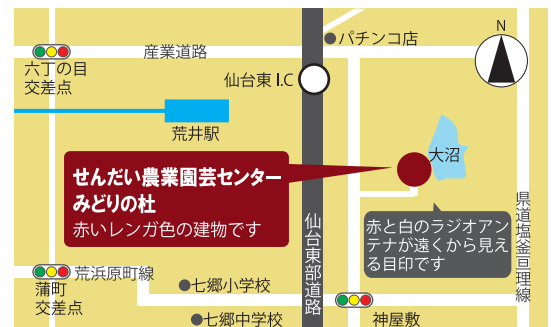 パチンコ店
N
産業道路
六丁の目
交差点
仙台東 I.C
荒井駅
大沼
せんだい農業園芸センター
みどりの杜
赤いレンガ色の建物です
赤と白のラジオアン
テナが遠くから見え
る目印です
県道塩釜亘理線
仙台東部道路
荒浜原町線
蒲町
交差点
七郷小学校
七郷中学校
神屋敷